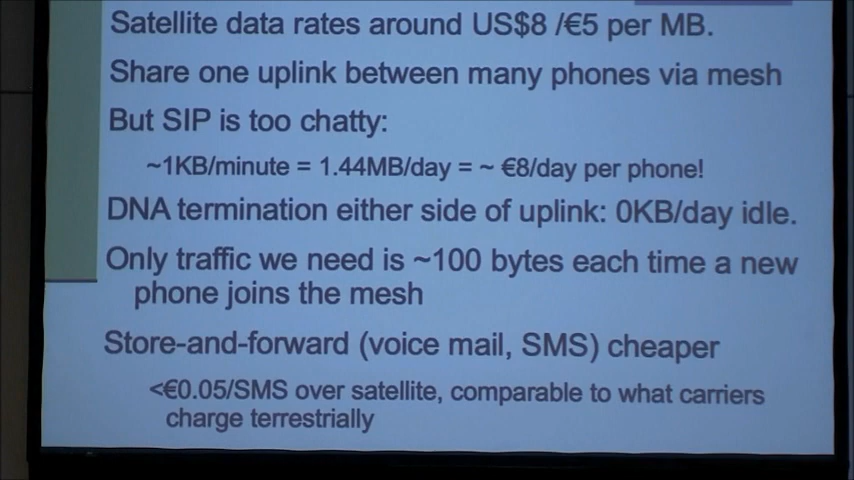 Satellite data rates around US$8 /€5 per MB.
Share one uplink between many phones via mesh
But SIP is too chatty:
~1KB/minute = 1.44MB/day = ~ €8/day per phone!
DNA termination either side of uplink: 0KB/day idle.
Only traffic we need is ~100 bytes each time a new
phone joins the mesh
Store-and-forward (voice mail, SMS) cheaper
<€0.05/SMS over satellite, comparable to what carriers
charge terrestrially